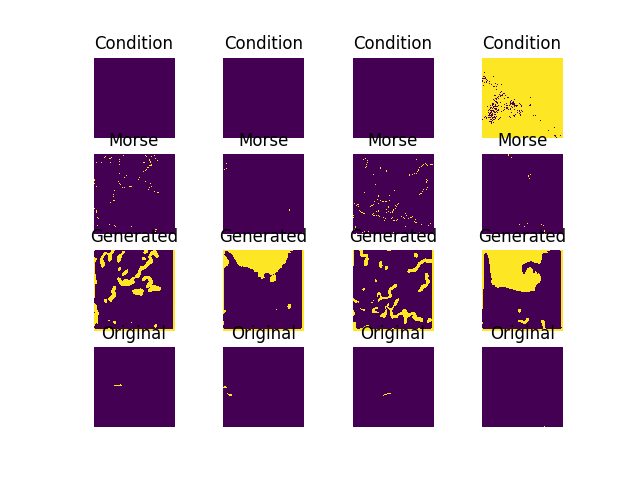 Condition Condition Condition Condition
Morse Morse Morse Morse
Generated Generated Generated Generated
Original Original Original Original